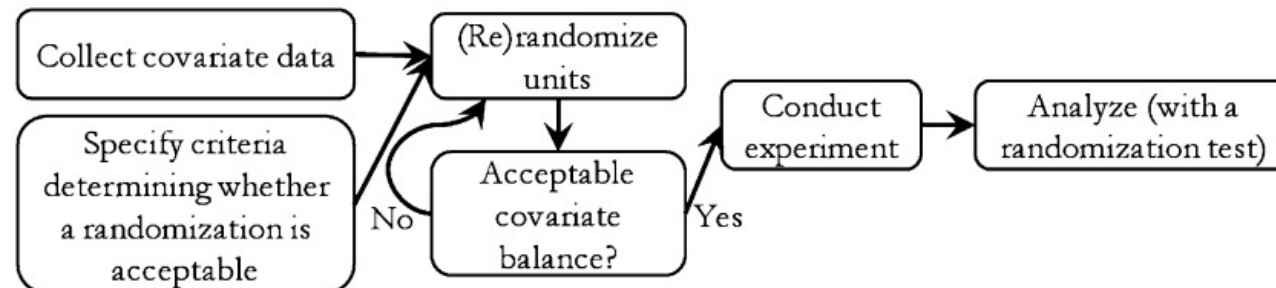 Collect covariate data
Specify criteria
determining whether
a randomization is
acceptable
(Re)randomize
units
Acceptable
covariate
balance?
No
Yes
Conduct
experiment
Analyze (with a
randomization test)